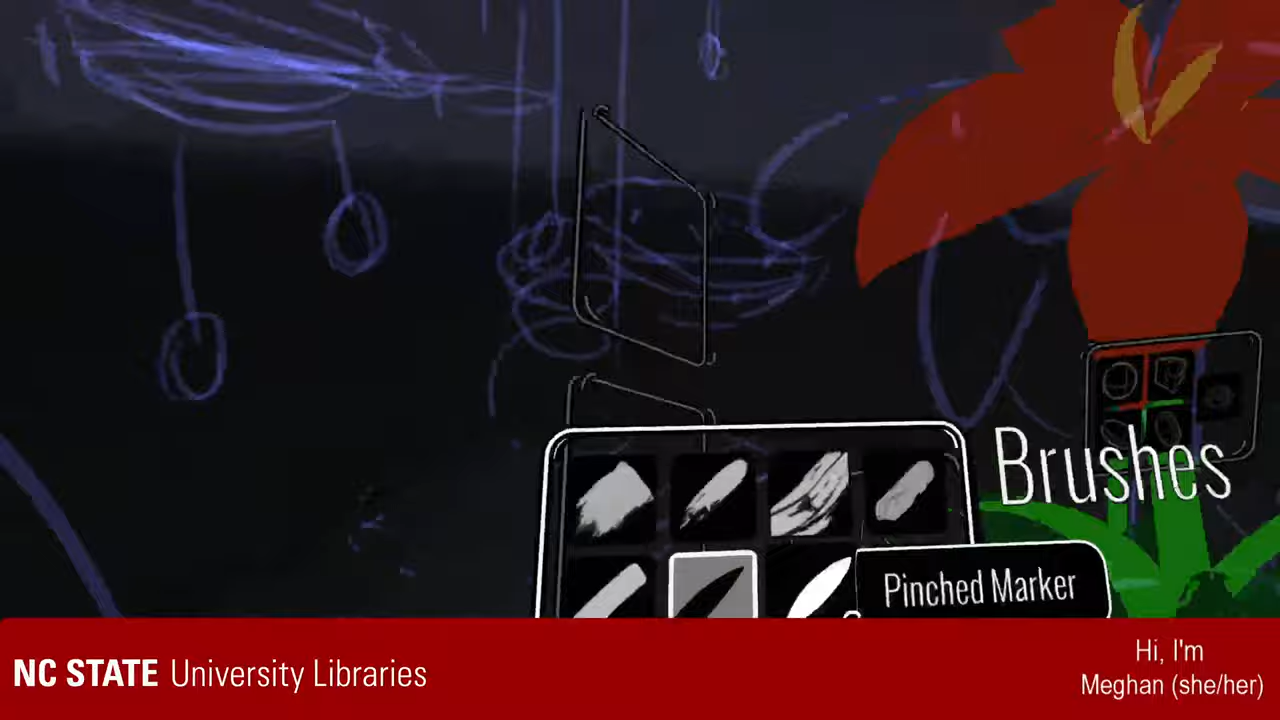 Brushes
Pinched Marker
NC STATE University Libraries
Hi, I'm
Meghan (she/her)